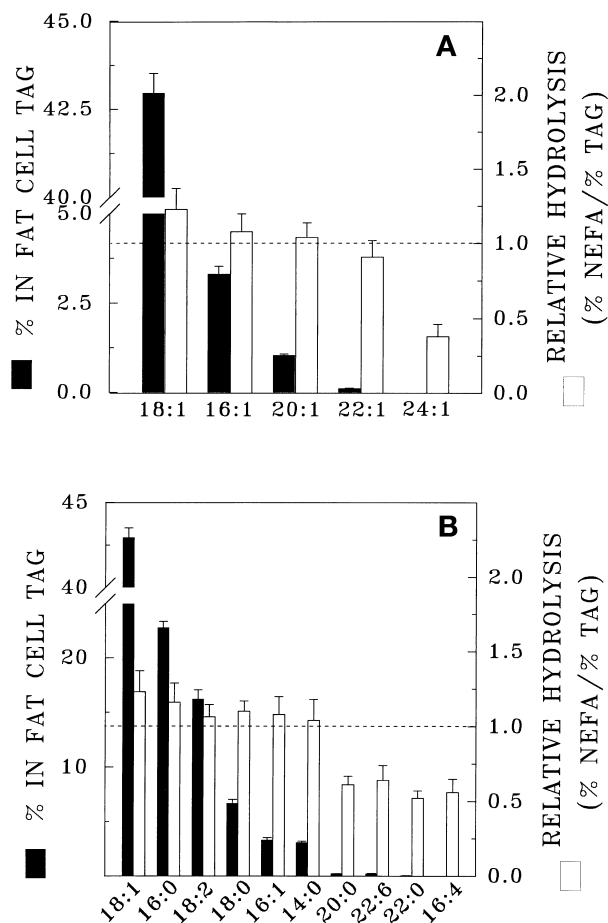 A
45.0
42.5
40.0
5.0
2.5
0.0
% IN FAT CELL TAG
2.0
1.5
1.0
0.5
0.0
RELATIVE HYDROLYSIS
(% NEFA/% TAG)
18:1 16:1 20:1 22:1 24:1
B
45
40
20
10
% IN FAT CELL TAG
2.0
1.5
1.0
0.5
0.0
RELATIVE HYDROLYSIS
(% NEFA/% TAG)
18:1 16:0 18:2 18:0 16:1 14:0 20:0 22:6 22:0 16:4